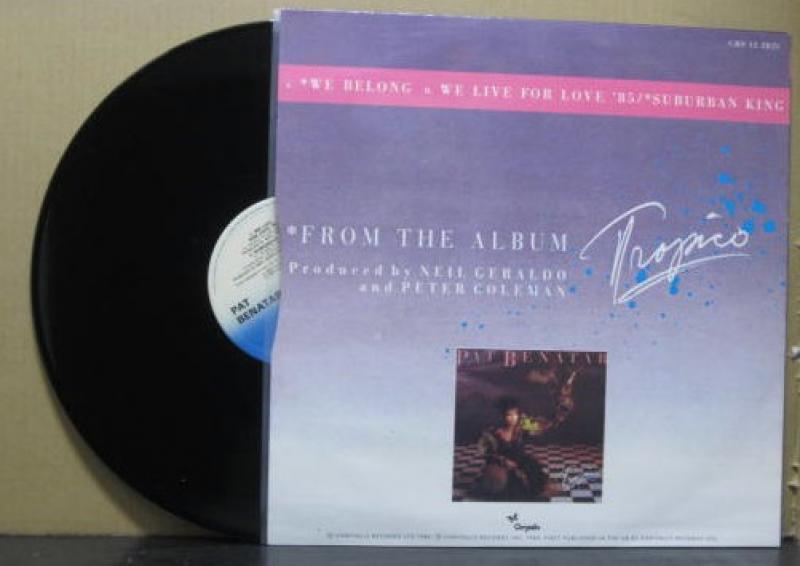 *WE BELONG B. WE LIVE FOR LOVE '85/*SUBURBAN KING
*FROM THE ALBUM Tropico
Produced by NEIL GERALDO
and PETER COLEMAN
PAT
BENATAR
PAT BENATAR
Chrysalis